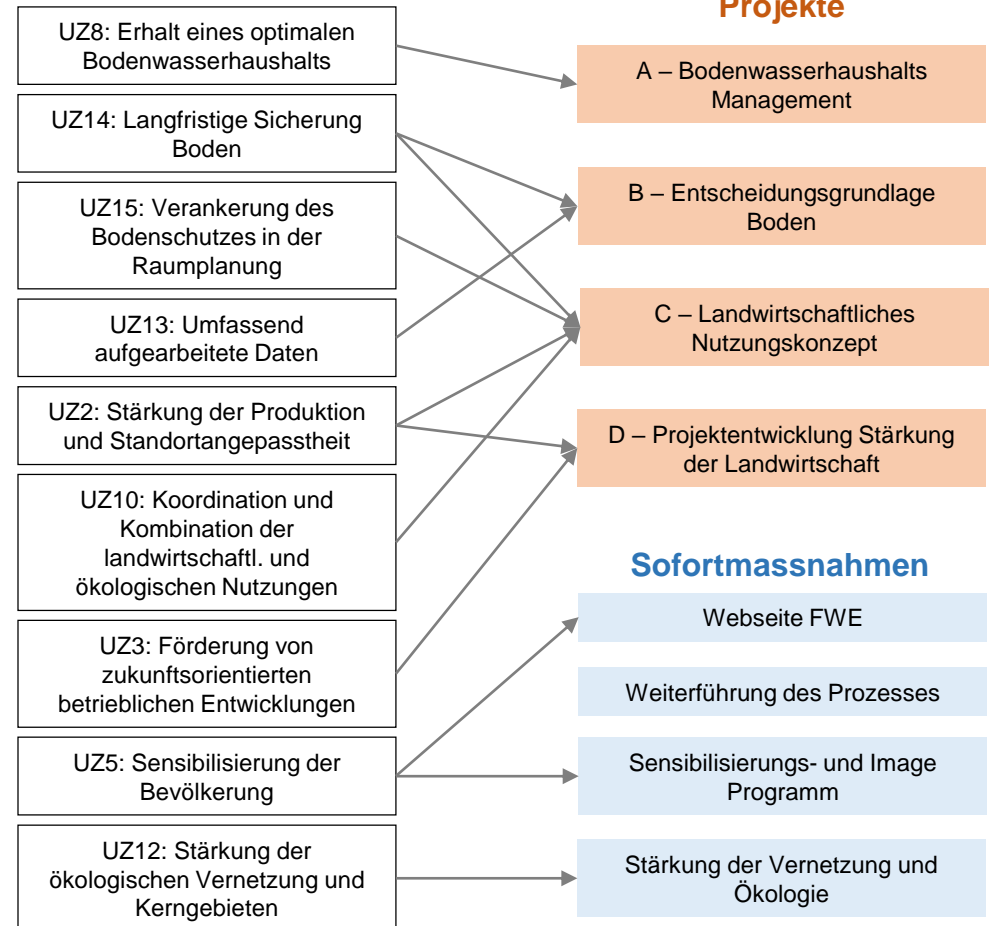 UZ8: Erhalt eines optimalen
Bodenwasserhaushalts
UZ14: Langfristige Sicherung
Boden
UZ15: Verankerung des
Bodenschutzes in der
Raumplanung
UZ13: Umfassend
aufgearbeitete Daten
UZ2: Stärkung der Produktion
und Standortangepasstheit
UZ10: Koordination und
Kombination der
landwirtschaftl. und
ökologischen Nutzungen
UZ3: Förderung von
zukunftsorientierten
betrieblichen Entwicklungen
UZ5: Sensibilisierung der
Bevölkerung
UZ12: Stärkung der
ökologischen Vernetzung und
Kerngebieten
Projekte
A – Bodenwasserhaushalts
Management
B – Entscheidungsgrundlage
Boden
C – Landwirtschaftliches
Nutzungskonzept
D – Projektentwicklung Stärkung
der Landwirtschaft
Sofortmassnahmen
Webseite FWE
Weiterführung des Prozesses
Sensibilisierungs- und Image
Programm
Stärkung der Vernetzung und
Ökologie